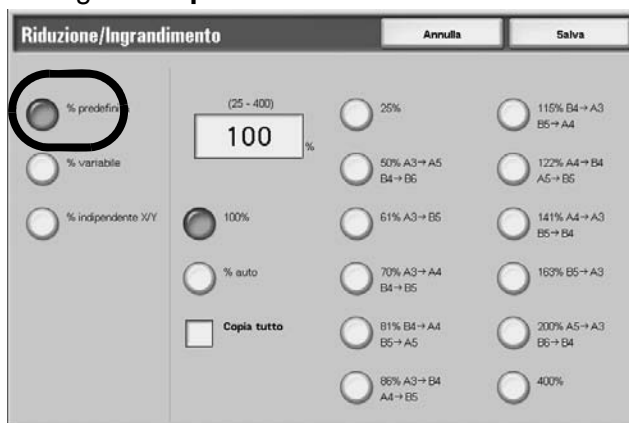 Riduzione/Ingrandimento
Annulla
Salva
% predefini
% variabile
% indipendente X/Y
(25 - 400)
100
%
100%
% auto
Copia tutto
25%
50% A3→A5
B4→B6
61% A3→B5
70% A3→A4
B4→B5
81% B4→A4
B5→A5
86% A3→B4
A4→B5
115% B4→A3
B5→A4
122% A4→B4
A5→B5
141% A4→A3
B5→B4
163% B5→A3
200% A5→A3
B6→B4
400%